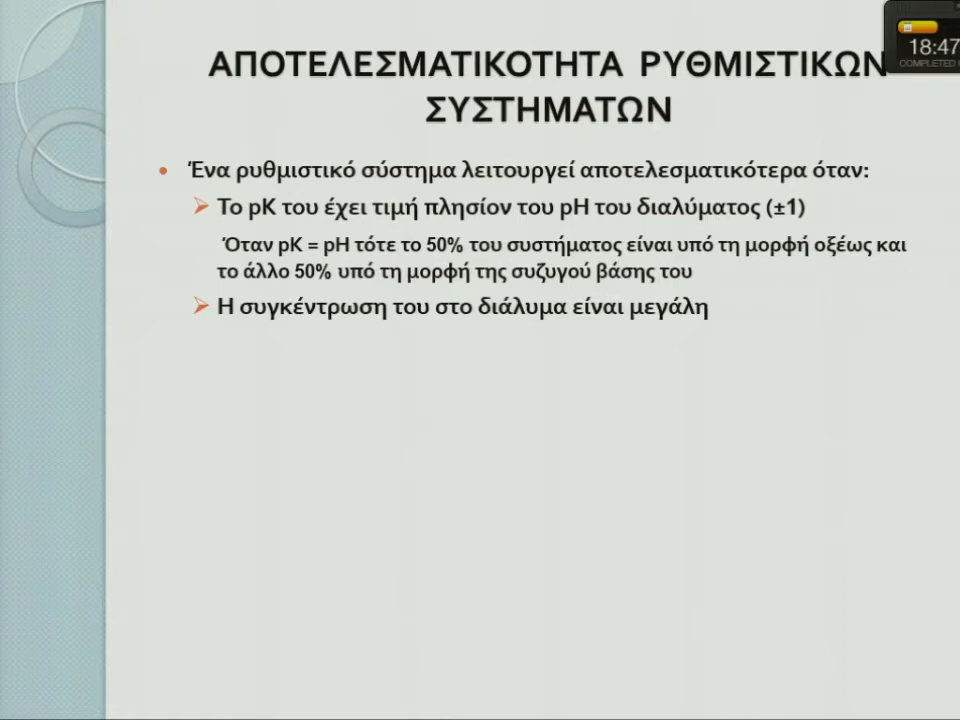 ΑΠΟΤΕΛΕΣΜΑΤΙΚΟΤΗΤΑ ΡΥΘΜΙΣΤΙΚΩΝ
ΣΥΣΤΗΜΑΤΩΝ
18:47
COMPLETED
• Ένα ρυθμιστικό σύστημα λειτουργεί αποτελεσματικότερα όταν:
➢ Το pK του έχει τιμή πλησίον του pH του διαλύματος (±1)
Όταν pK = pH τότε το 50% του συστήματος είναι υπό τη μορφή οξέως και
το άλλο 50% υπό τη μορφή της συζυγού βάσης του
➢ Η συγκέντρωση του στο διάλυμα είναι μεγάλη